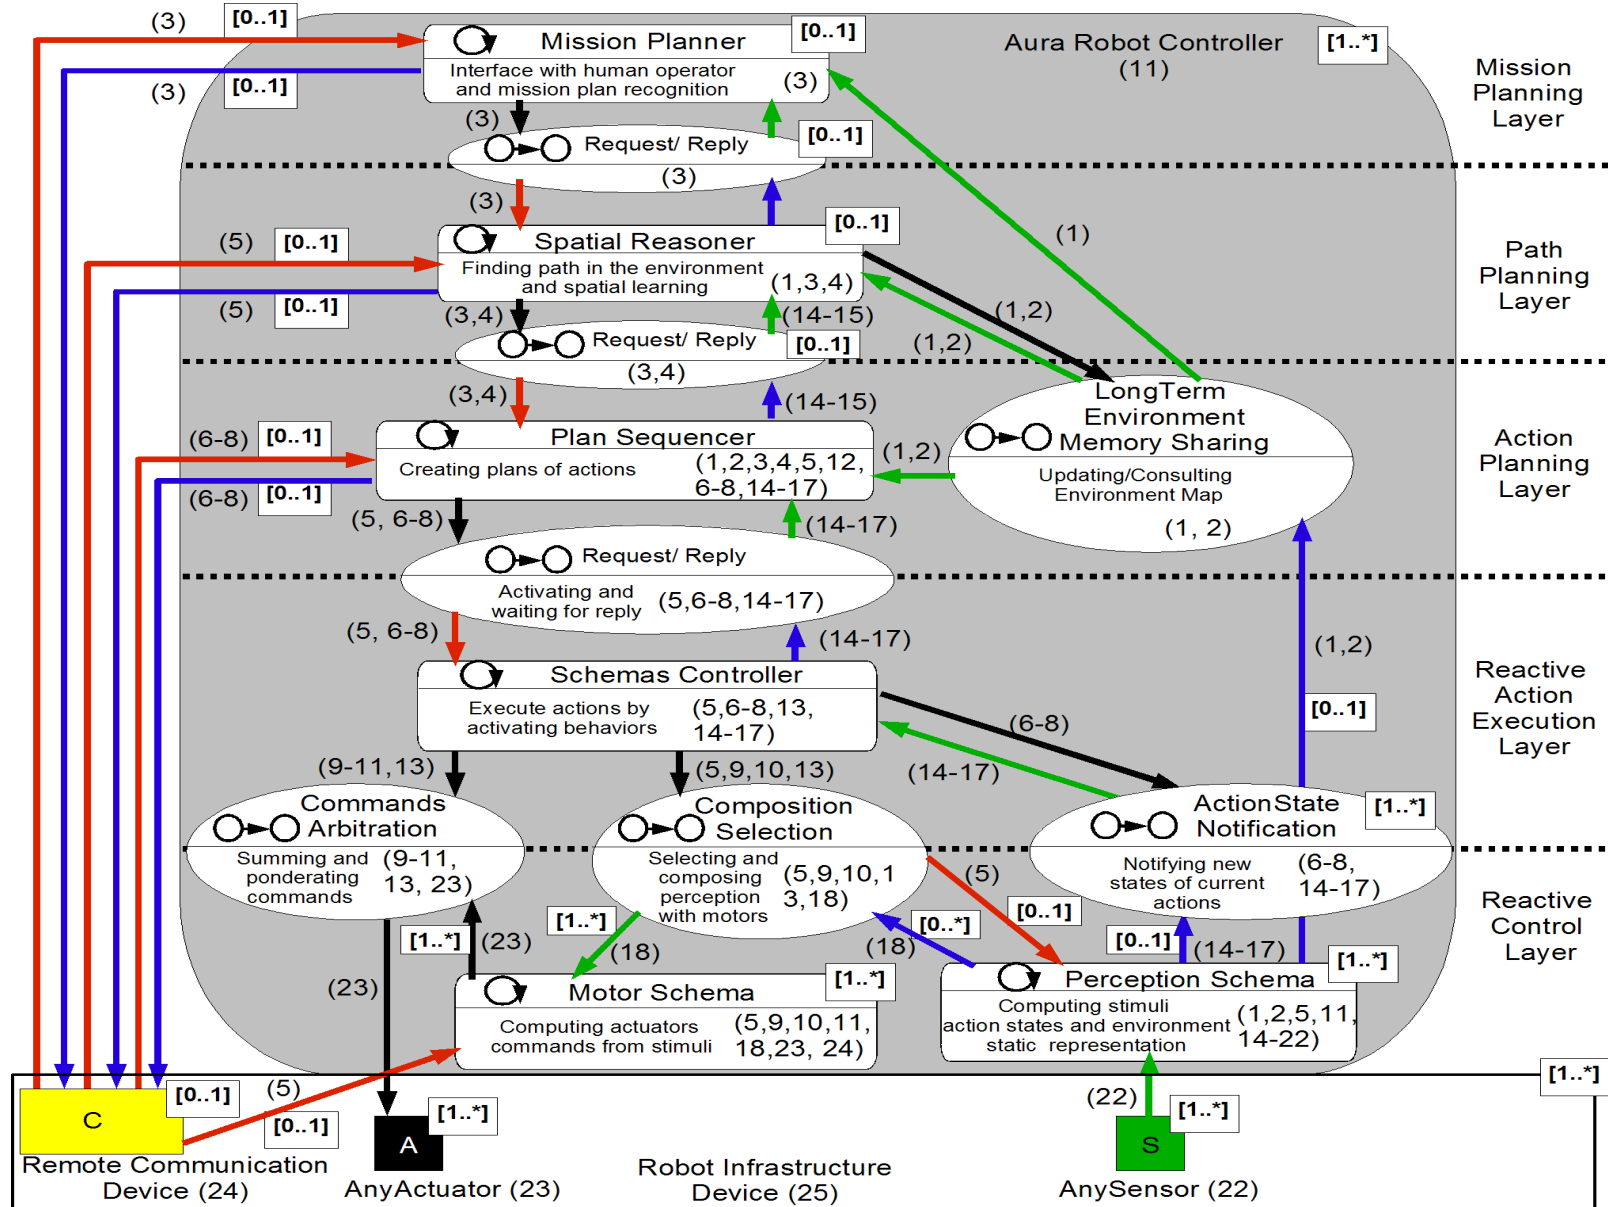 (3)
[0..1]
Mission Planner
[0..1]
Aura Robot Controller
(11)
[1..*]
Interface with human operator
and mission plan recognition
(3)
(3)
[0..1]
Mission
Planning
Layer
(3)
Request/ Reply
[0..1]
(3)
(3)
(5)
[0..1]
Spatial Reasoner
[0..1]
(1)
Finding path in the environment
and spatial learning
(1,3,4)
Path
Planning
Layer
(5)
[0..1]
(3,4)
(14-15)
(1,2)
(1,2)
Request/ Reply
[0..1]
(3,4)
(3,4)
(14-15)
LongTerm
Environment
Memory Sharing
Updating/Consulting
Environment Map
(1, 2)
(6-8)
[0..1]
Plan Sequencer
(1,2)
Creating plans of actions
(1,2,3,4,5,12,
6-8,14-17)
Action
Planning
Layer
(6-8)
[0..1]
(5, 6-8)
(14-17)
Request/ Reply
Activating and
waiting for reply
(5,6-8,14-17)
(5, 6-8)
(14-17)
(1,2)
[0..1]
Schemas Controller
Execute actions by
activating behaviors
(5,6-8,13,
14-17)
(6-8)
(14-17)
Reactive
Action
Execution
Layer
(9-11,13)
(5,9,10,13)
Commands
Arbitration
Summing and
ponderating
commands
(9-11,
13, 23)
Composition
Selection
Selecting and
composing
perception
with motors
(5,9,10,1
3,18)
ActionState
Notification
[1..*]
Notifying new
states of current
actions
(6-8,
14-17)
(5)
[0..1]
Reactive
Control
Layer
[1..*]
(23)
[1..*]
(18)
[0..*]
(18)
[0..1]
(14-17)
(23)
Motor Schema
[1..*]
Computing actuators
commands from stimuli
(5,9,10,11,
18,23, 24)
Perception Schema
[1..*]
Computing stimuli
action states and environment
static representation
(1,2,5,11,
14-22)
[1..*]
C
[0..1]
(5)
[0..1]
A
[1..*]
(22)
S
[1..*]
Remote Communication
Device (24)
AnyActuator (23)
Robot Infrastructure
Device (25)
AnySensor (22)